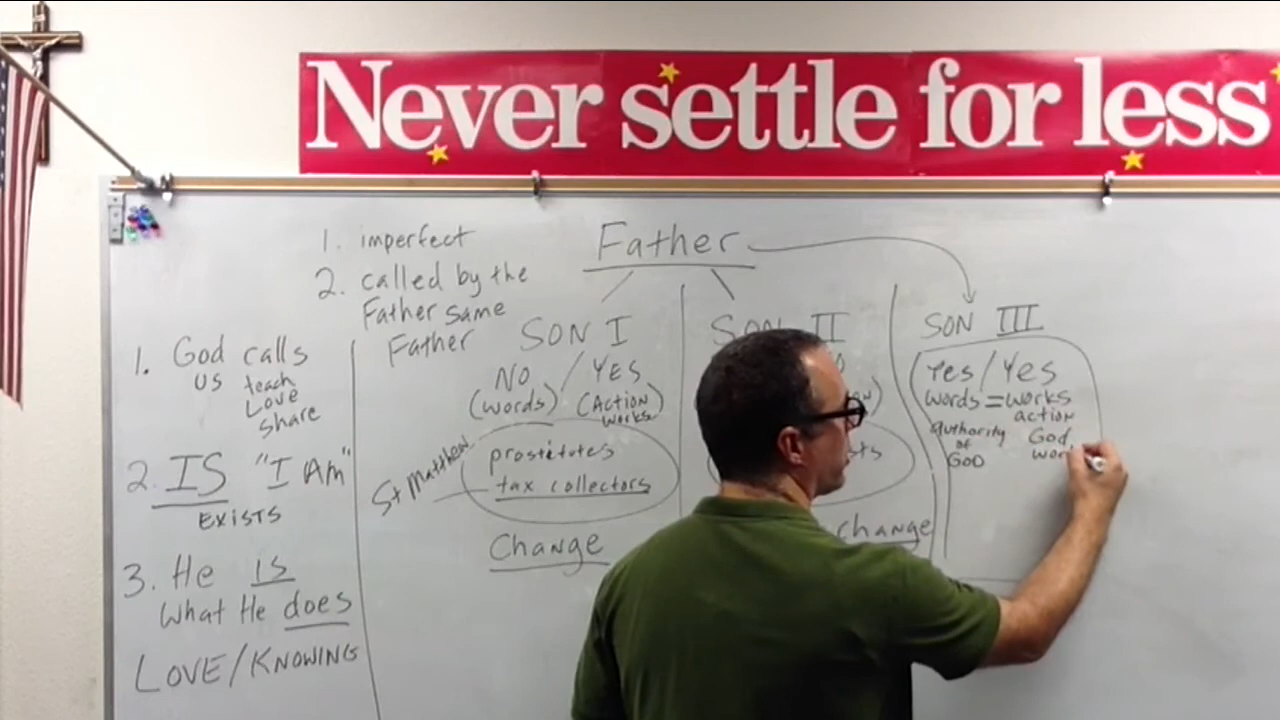 Never settle for less
1. imperfect
2. called by the
Father same
Father
Father
1. God calls
us teach
Love
share
2. IS "I AM"
EXISTS
3. He is
What He does
LOVE/KNOWING
SON I
NO / YES
(words) (ACTION
works)
St Matthew
prostitutes
tax collectors
Change
SON II
change
SON III
Yes/Yes
words = works
action
authority
of
GOD
God